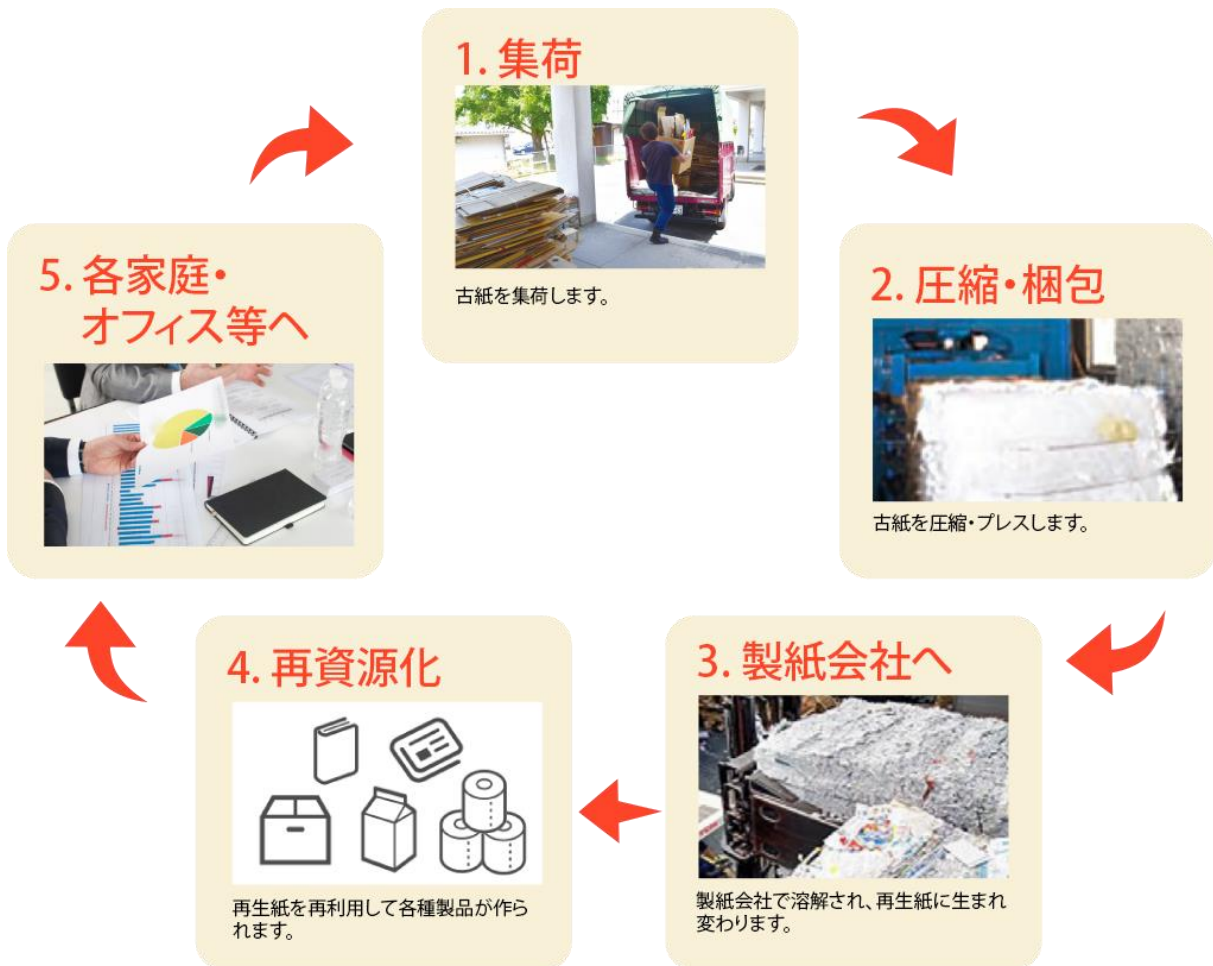 1. 集荷
古紙を集荷します。
2. 圧縮・梱包
古紙を圧縮・プレスします。
3. 製紙会社へ
製紙会社で溶解され、再生紙に生まれ
変わります。
4. 再資源化
再生紙を再利用して各種製品が作ら
れます。
5. 各家庭・
オフィス等へ